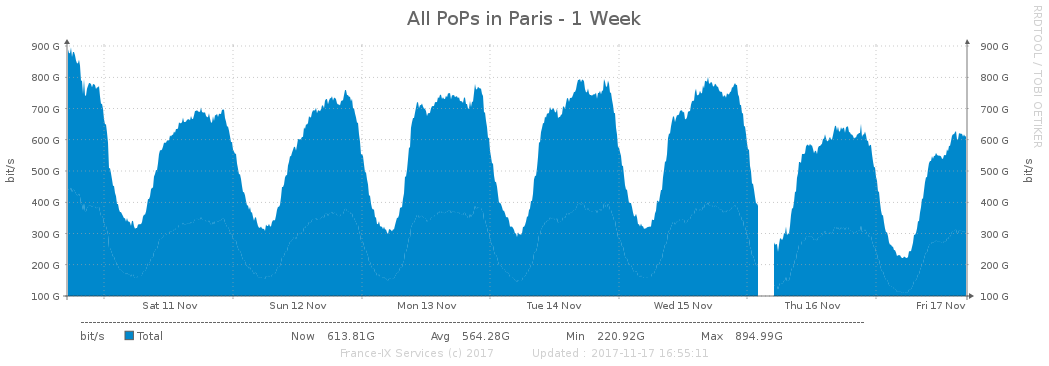 All PoPs in Paris - 1 Week
RRDTOOL / TOBI OETIKER
900 G 900 G
800 G 800 G
700 G 700 G
600 G 600 G
500 G 500 G
400 G 400 G
300 G 300 G
200 G 200 G
100 G 100 G
bit/s bit/s
Sat 11 Nov Sun 12 Nov Mon 13 Nov Tue 14 Nov Wed 15 Nov Thu 16 Nov Fri 17 Nov
bit/s Total Now 613.81G Avg 564.28G Min 220.92G Max 894.99G
France-IX Services (c) 2017 Updated : 2017-11-17 16:55:11